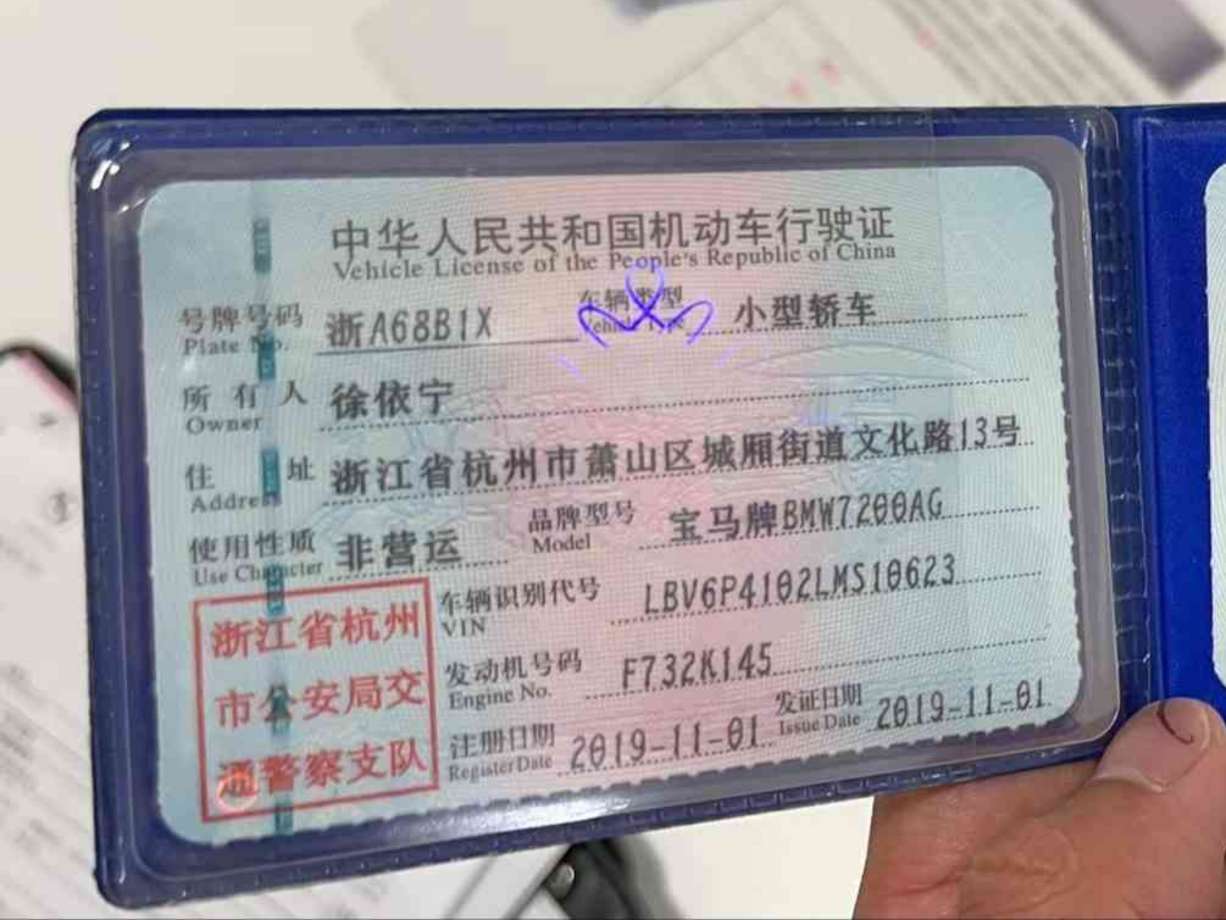 中华人民共和国机动车行驶证
Vehicle License of the People's Republic of China
号牌号码 浙A68B1X 车辆类型 小型轿车
Plate No. Vehicle Type
所有人 徐依宁
Owner
住址 浙江省杭州市萧山区城厢街道文化路13号
Address
使用性质 非营运 品牌型号 宝马牌BMW7200AG
Use Character Model
车辆识别代号 LBV6P4102LMS10623
VIN
发动机号码 F732K145
Engine No.
注册日期 2019-11-01 发证日期 2019-11-01
Register Date Issue Date
浙江省杭州
市公安局交
通警察支队